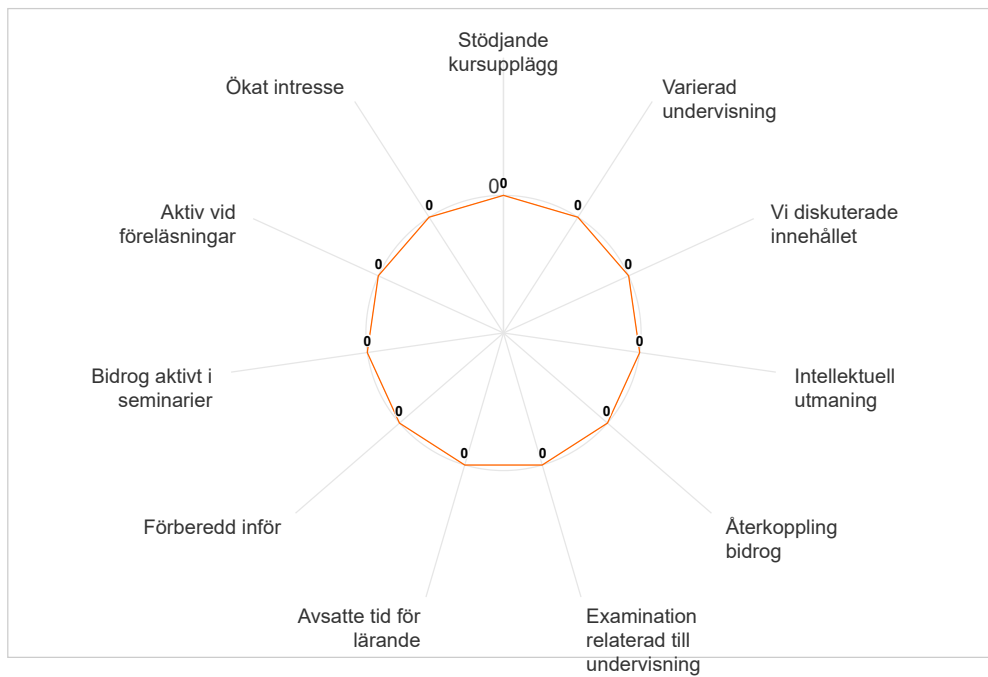 Stödjande
kursupplägg
Ökat intresse
Varierad
undervisning
00
0
0
Aktiv vid
föreläsningar
Vi diskuterade
innehållet
0
0
0
0
Bidrog aktivt i
seminarier
Intellektuell
utmaning
0
0
0
0
Förberedd inför
Återkoppling
bidrog
Avsatte tid för
lärande
Examination
relaterad till
undervisning